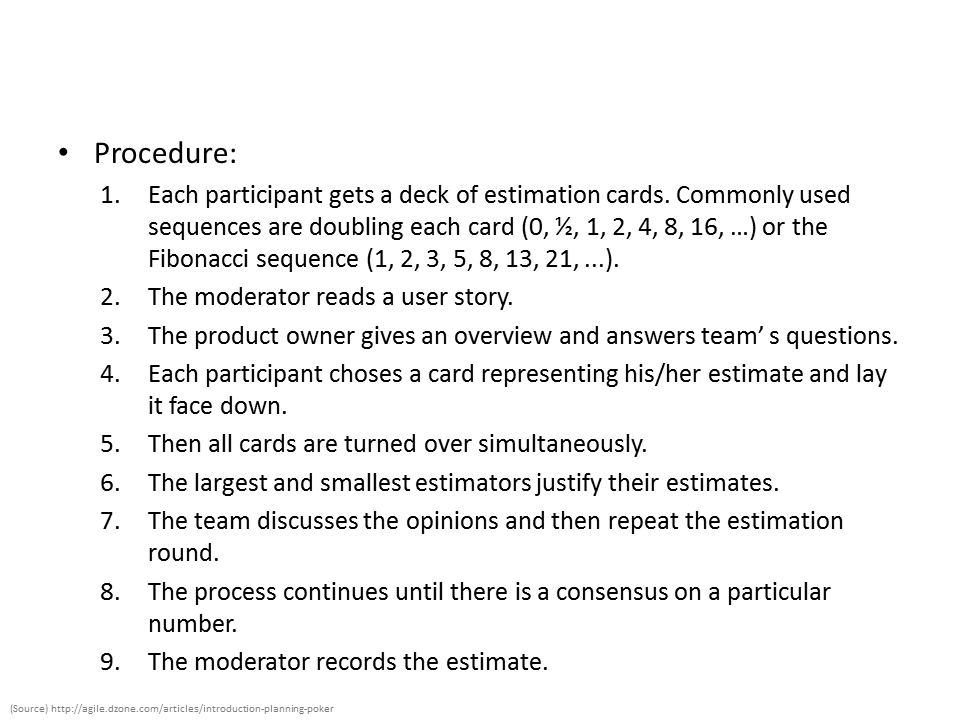 • Procedure:
1. Each participant gets a deck of estimation cards. Commonly used
sequences are doubling each card (0, ½, 1, 2, 4, 8, 16, …) or the
Fibonacci sequence (1, 2, 3, 5, 8, 13, 21, ...).
2. The moderator reads a user story.
3. The product owner gives an overview and answers team’ s questions.
4. Each participant choses a card representing his/her estimate and lay
it face down.
5. Then all cards are turned over simultaneously.
6. The largest and smallest estimators justify their estimates.
7. The team discusses the opinions and then repeat the estimation
round.
8. The process continues until there is a consensus on a particular
number.
9. The moderator records the estimate.
(Source) http://agile.dzone.com/articles/introduction-planning-poker